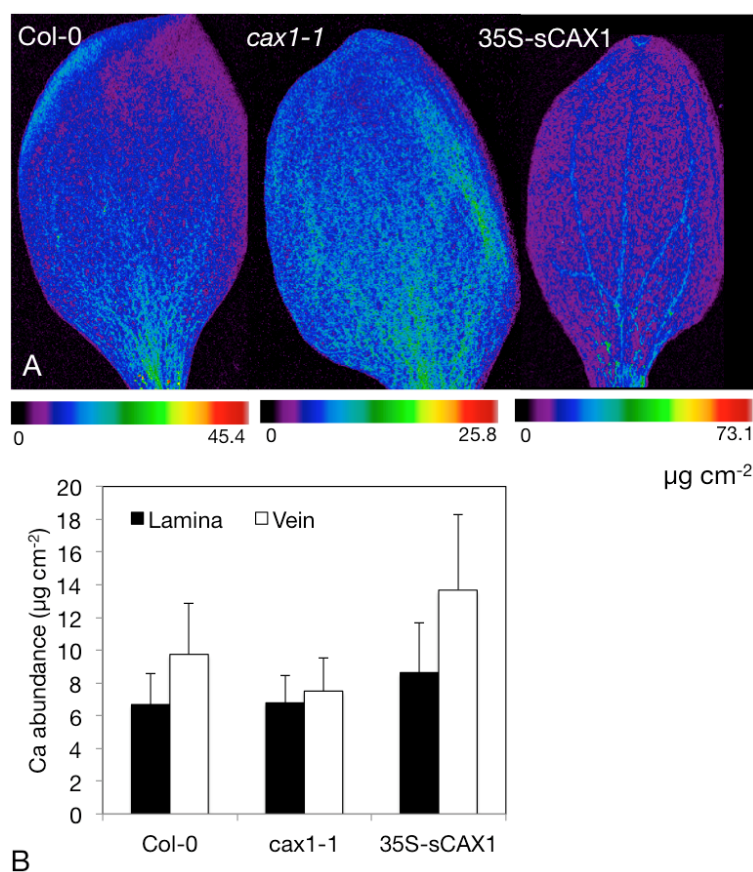 Col-0 cax1-1 35S-sCAX1
A
0 45.4 0 25.8 0 73.1
µg cm-2
20
Lamina Vein
18
16
14
12
10
8
6
4
2
0
Ca abundance (µg cm-2)
Col-0 cax1-1 35S-sCAX1
B